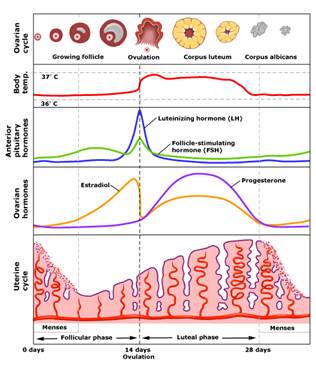 Ovarian
cycle
Growing follicle
Ovulation
Corpus luteum
Corpus albicans
Body
temp.
37° C
36° C
Anterior
pituitary
hormones
Luteinizing hormone (LH)
Follicle-stimulating
hormone (FSH)
Ovarian
hormones
Estradiol
Progesterone
Uterine
cycle
Menses
Menses
Follicular phase
Luteal phase
0 days
14 days
28 days
Ovulation